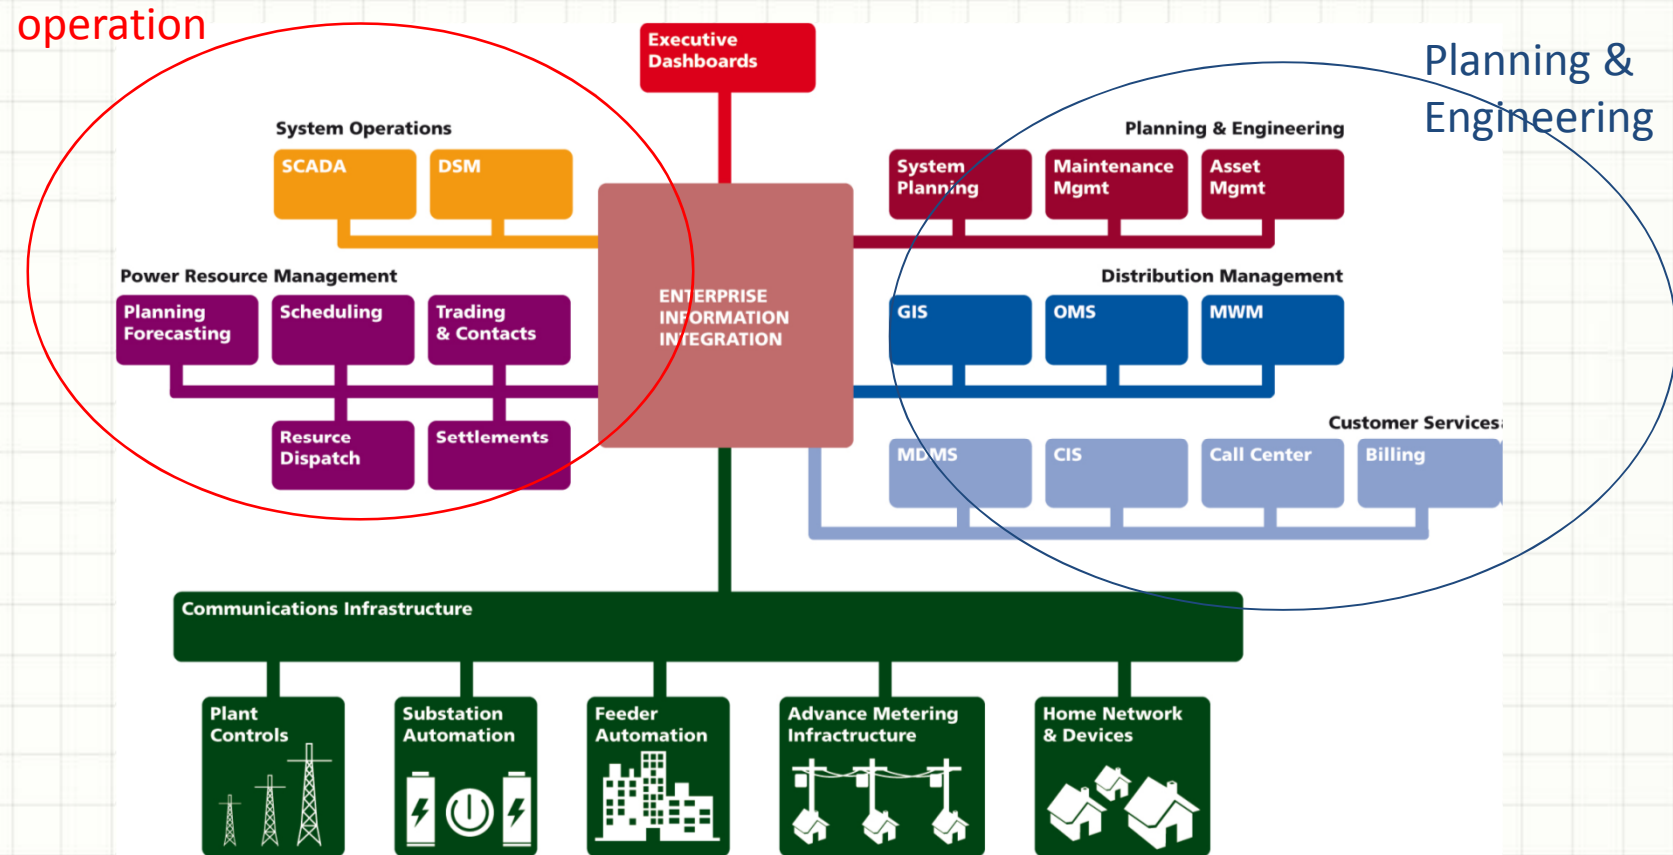 operation
Executive
Dashboards
Planning &
Engineering
System Operations
SCADA
DSM
Planning & Engineering
System
Planning
Maintenance
Mgmt
Asset
Mgmt
Power Resource Management
Planning
Forecasting
Scheduling
Trading
& Contacts
ENTERPRISE
INFORMATION
INTEGRATION
Distribution Management
GIS
OMS
MWM
Resurce
Dispatch
Settlements
Customer Services
MDMS
CIS
Call Center
Billing
Communications Infrastructure
Plant
Controls
Substation
Automation
Feeder
Automation
Advance Metering
Infractructure
Home Network
& Devices